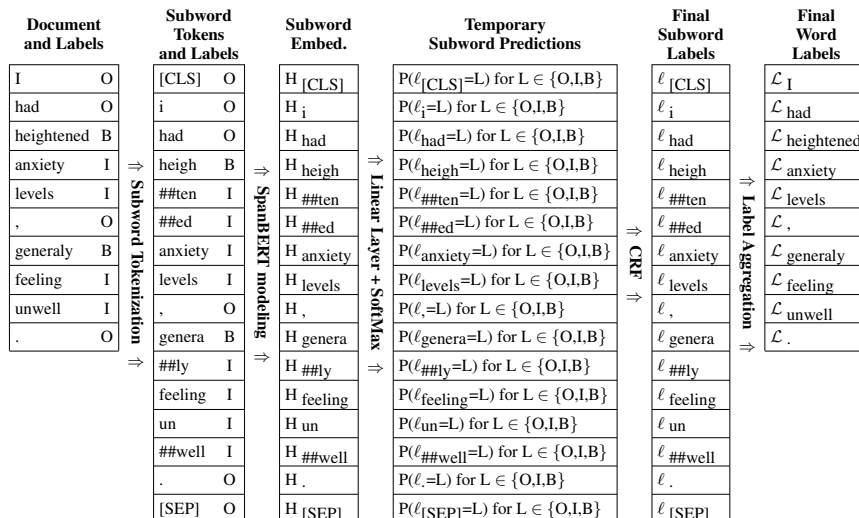 Document and Labels
I O
had O
heightened B
anxiety I
levels I
, O
generaly B
feeling I
unwell I
. O
⇒ Subword Tokenization ⇒
Subword Tokens and Labels
[CLS] O
i O
had O
heigh B
##ten I
##ed I
anxiety I
levels I
, O
genera B
##ly I
feeling I
un I
##well I
. O
[SEP] O
⇒ SpanBERT modeling ⇒
Subword Embed.
H [CLS]
H i
H had
H heigh
H ##ten
H ##ed
H anxiety
H levels
H ,
H genera
H ##ly
H feeling
H un
H ##well
H .
H [SEP]
⇒ Linear Layer + SoftMax ⇒
Temporary Subword Predictions
P(ℓ[CLS]=L) for L ∈ {O,I,B}
P(ℓi=L) for L ∈ {O,I,B}
P(ℓhad=L) for L ∈ {O,I,B}
P(ℓheigh=L) for L ∈ {O,I,B}
P(ℓ##ten=L) for L ∈ {O,I,B}
P(ℓ##ed=L) for L ∈ {O,I,B}
P(ℓanxiety=L) for L ∈ {O,I,B}
P(ℓlevels=L) for L ∈ {O,I,B}
P(ℓ,=L) for L ∈ {O,I,B}
P(ℓgenera=L) for L ∈ {O,I,B}
P(ℓ##ly=L) for L ∈ {O,I,B}
P(ℓfeeling=L) for L ∈ {O,I,B}
P(ℓun=L) for L ∈ {O,I,B}
P(ℓ##well=L) for L ∈ {O,I,B}
P(ℓ.=L) for L ∈ {O,I,B}
P(ℓ[SEP]=L) for L ∈ {O,I,B}
⇒ CRF ⇒
Final Subword Labels
ℓ [CLS]
ℓ i
ℓ had
ℓ heigh
ℓ ##ten
ℓ ##ed
ℓ anxiety
ℓ levels
ℓ ,
ℓ genera
ℓ ##ly
ℓ feeling
ℓ un
ℓ ##well
ℓ .
ℓ [SEP]
⇒ Label Aggregation ⇒
Final Word Labels
ℒ I
ℒ had
ℒ heightened
ℒ anxiety
ℒ levels
ℒ ,
ℒ generaly
ℒ feeling
ℒ unwell
ℒ .